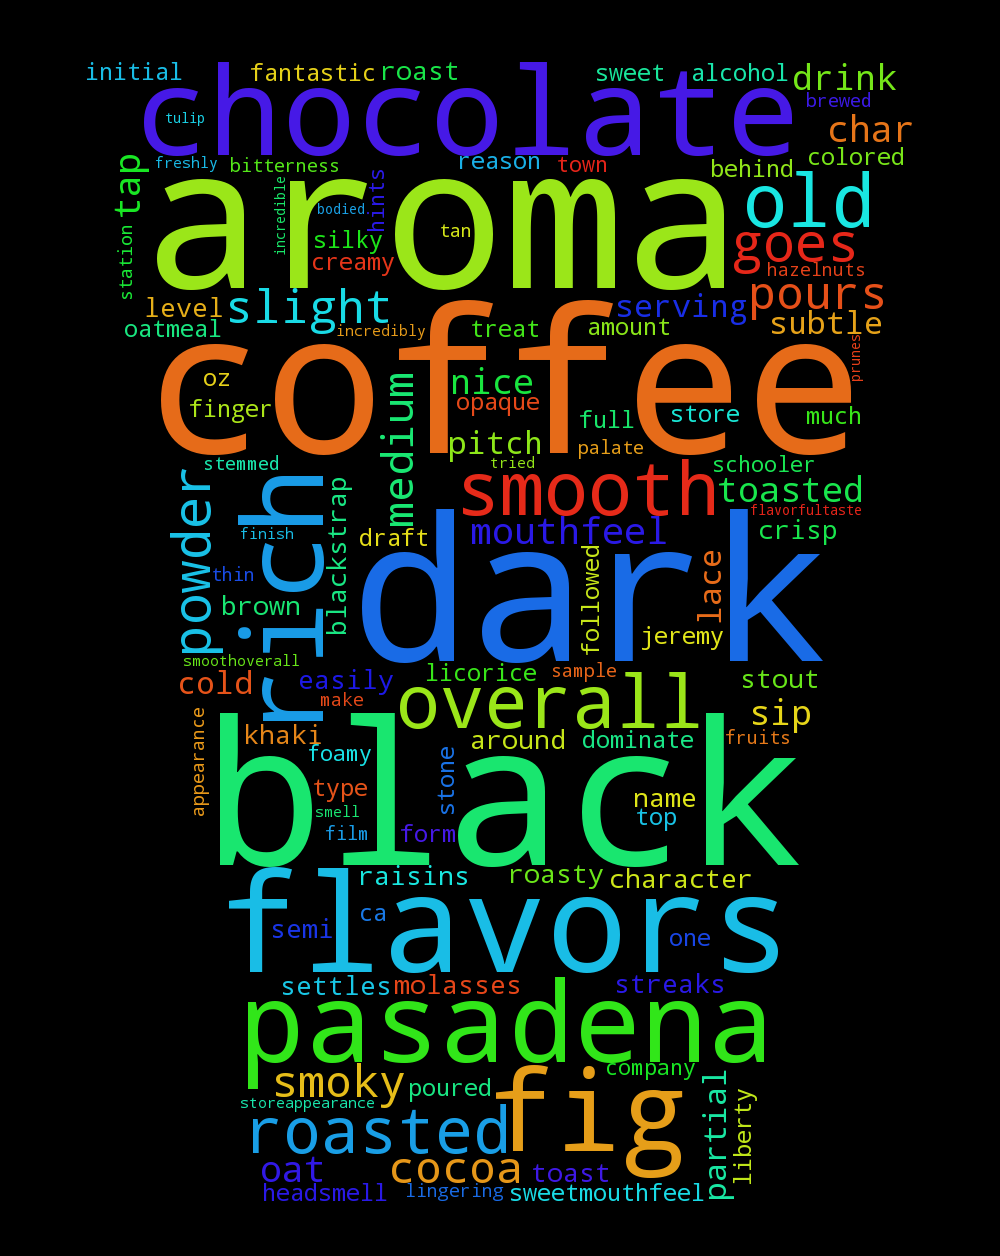 initial fantastic roast sweet alcohol drink
chocolate
brewed
tulip
char
freshly bitterness reason town behind colored
tap
aroma
old
incredible
bodied
hints
tan
silky
creamy
station
goes
hazelnuts
level slight serving pours
oatmeal incredibly treat amount subtle
coffee
prunes
oz
nice
finger
opaque
medium
full store much
pitch
palate
stemmed tried schooler
powder
rich
smooth toasted
blackstrap
flavorfultaste
finish draft mouthfeel crisp
dark
thin
brown
followed
lace
jeremy
smoothoverall
cold easily licorice sample stout
make
overall
sip
appearance
khaki around dominate fruits
black
foamy
stone
type name
smell top
film form
raisins roasty character
flavors
ca
semi one
settles molasses streaks
pasadena
smoky poured company
fig
partial
liberty
storeappearance
roasted
oat cocoa toast
headsmell lingering sweetmouthfeel